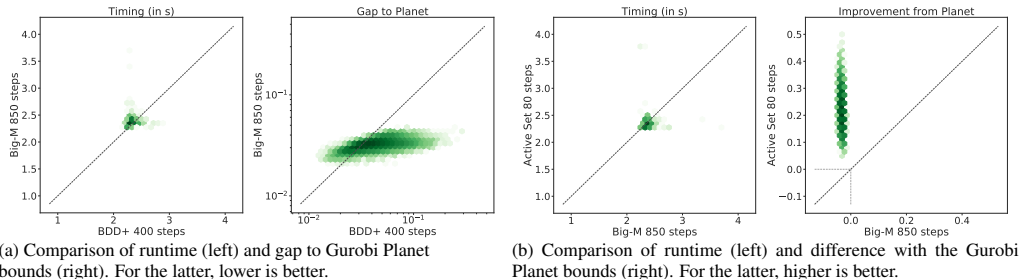 Timing (in s)
Big-M 850 steps
4.0
3.5
3.0
2.5
2.0
1.5
1.0
1
2
3
4
BDD+ 400 steps
Gap to Planet
Big-M 850 steps
10⁻¹
10⁻²
10⁻²
10⁻¹
BDD+ 400 steps
Timing (in s)
Active Set 80 steps
4.0
3.5
3.0
2.5
2.0
1.5
1.0
1
2
3
4
Big-M 850 steps
Improvement from Planet
Active Set 80 steps
0.5
0.4
0.3
0.2
0.1
0.0
−0.1
0.0
0.2
0.4
Big-M 850 steps
(a) Comparison of runtime (left) and gap to Gurobi Planet
bounds (right). For the latter, lower is better.
(b) Comparison of runtime (left) and difference with the Gurobi
Planet bounds (right). For the latter, higher is better.